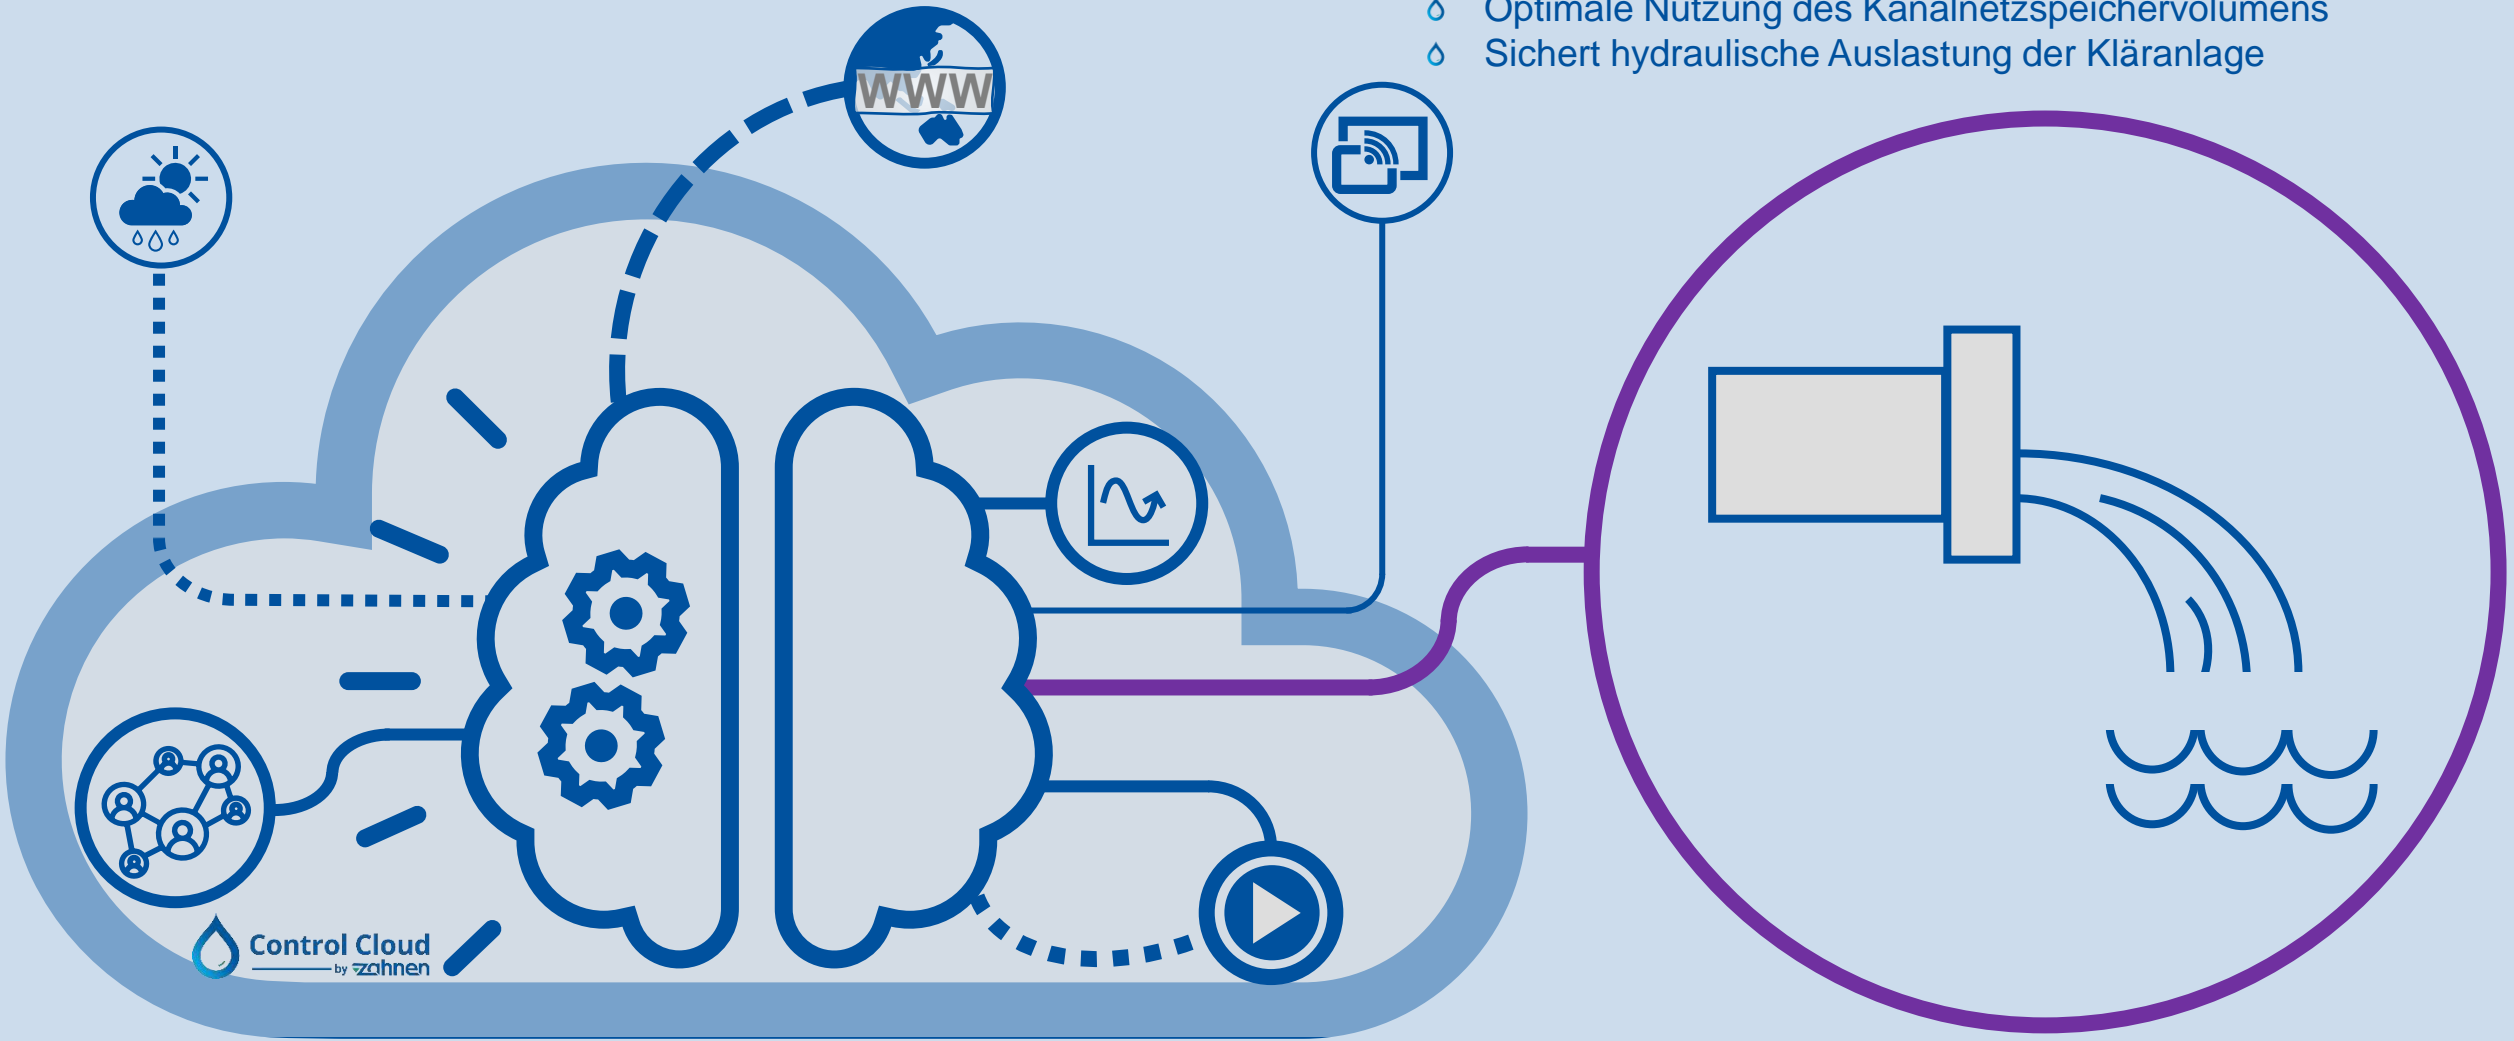 Optimale Nutzung des Kanalnetzspeichervolumens
Sichert hydraulische Auslastung der Kläranlage
WWW
Control Cloud
by zahnen